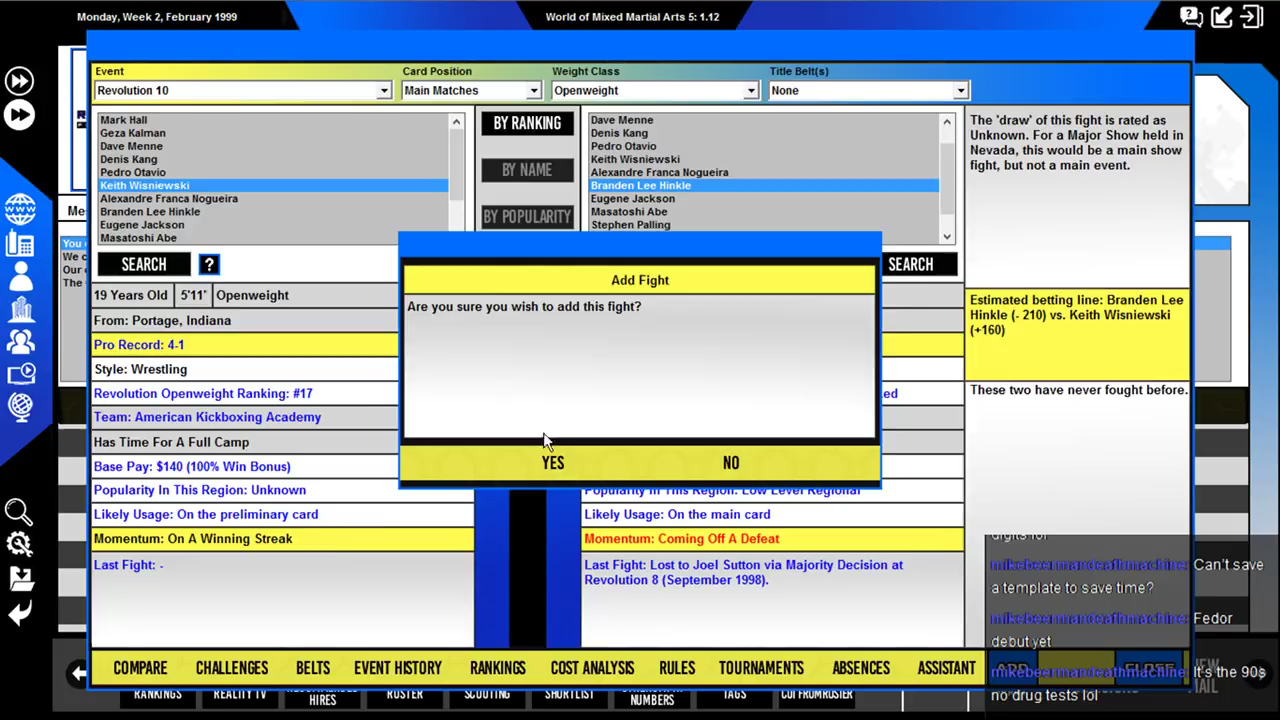 Monday, Week 2, February 1999
World of Mixed Martial Arts 5: 1.12
Event
Card Position
Weight Class
Title Belt(s)
Revolution 10
Main Matches
Openweight
None
Mark Hall
Geza Kalman
Dave Menne
Denis Kang
Pedro Otavio
Keith Wisniewski
Alexandre Franca Nogueira
Branden Lee Hinkle
Eugene Jackson
Masatoshi Abe
BY RANKING
BY NAME
BY POPULARITY
Dave Menne
Denis Kang
Pedro Otavio
Keith Wisniewski
Alexandre Franca Nogueira
Branden Lee Hinkle
Eugene Jackson
Masatoshi Abe
Stephen Palling
The 'draw' of this fight is rated as
Unknown. For a Major Show held in
Nevada, this would be a main show
fight, but not a main event.
SEARCH
?
SEARCH
Add Fight
Are you sure you wish to add this fight?
YES
NO
19 Years Old
5'11"
Openweight
From: Portage, Indiana
Pro Record: 4-1
Style: Wrestling
Revolution Openweight Ranking: #17
Team: American Kickboxing Academy
Has Time For A Full Camp
Base Pay: $140 (100% Win Bonus)
Popularity In This Region: Unknown
Likely Usage: On the preliminary card
Momentum: On A Winning Streak
Last Fight: -
Popularity In This Region: Low Level Regional
Likely Usage: On the main card
Momentum: Coming Off A Defeat
Last Fight: Lost to Joel Sutton via Majority Decision at
Revolution 8 (September 1998).
Estimated betting line: Branden Lee
Hinkle (- 210) vs. Keith Wisniewski
(+160)
These two have never fought before.
digits lol
mikebeermandeathmachine: Can't save
a template to save time?
mikebeermandeathmachine: Fedor
debut yet
mikebeermandeathmachine: It's the 90s
no drug tests lol
COMPARE
CHALLENGES
BELTS
EVENT HISTORY
RANKINGS
COST ANALYSIS
RULES
TOURNAMENTS
ABSENCES
ASSISTANT
ADD
CLOSE
RANKINGS
REALITY TV
HIRES
ROSTER
SCOUTING
SHORTLIST
NUMBERS
TAGS
MAIL